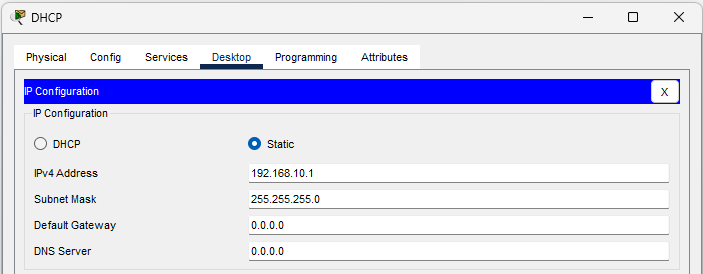 DHCP
Physical Config Services Desktop Programming Attributes
IP Configuration
X
IP Configuration
DHCP Static
IPv4 Address 192.168.10.1
Subnet Mask 255.255.255.0
Default Gateway 0.0.0.0
DNS Server 0.0.0.0